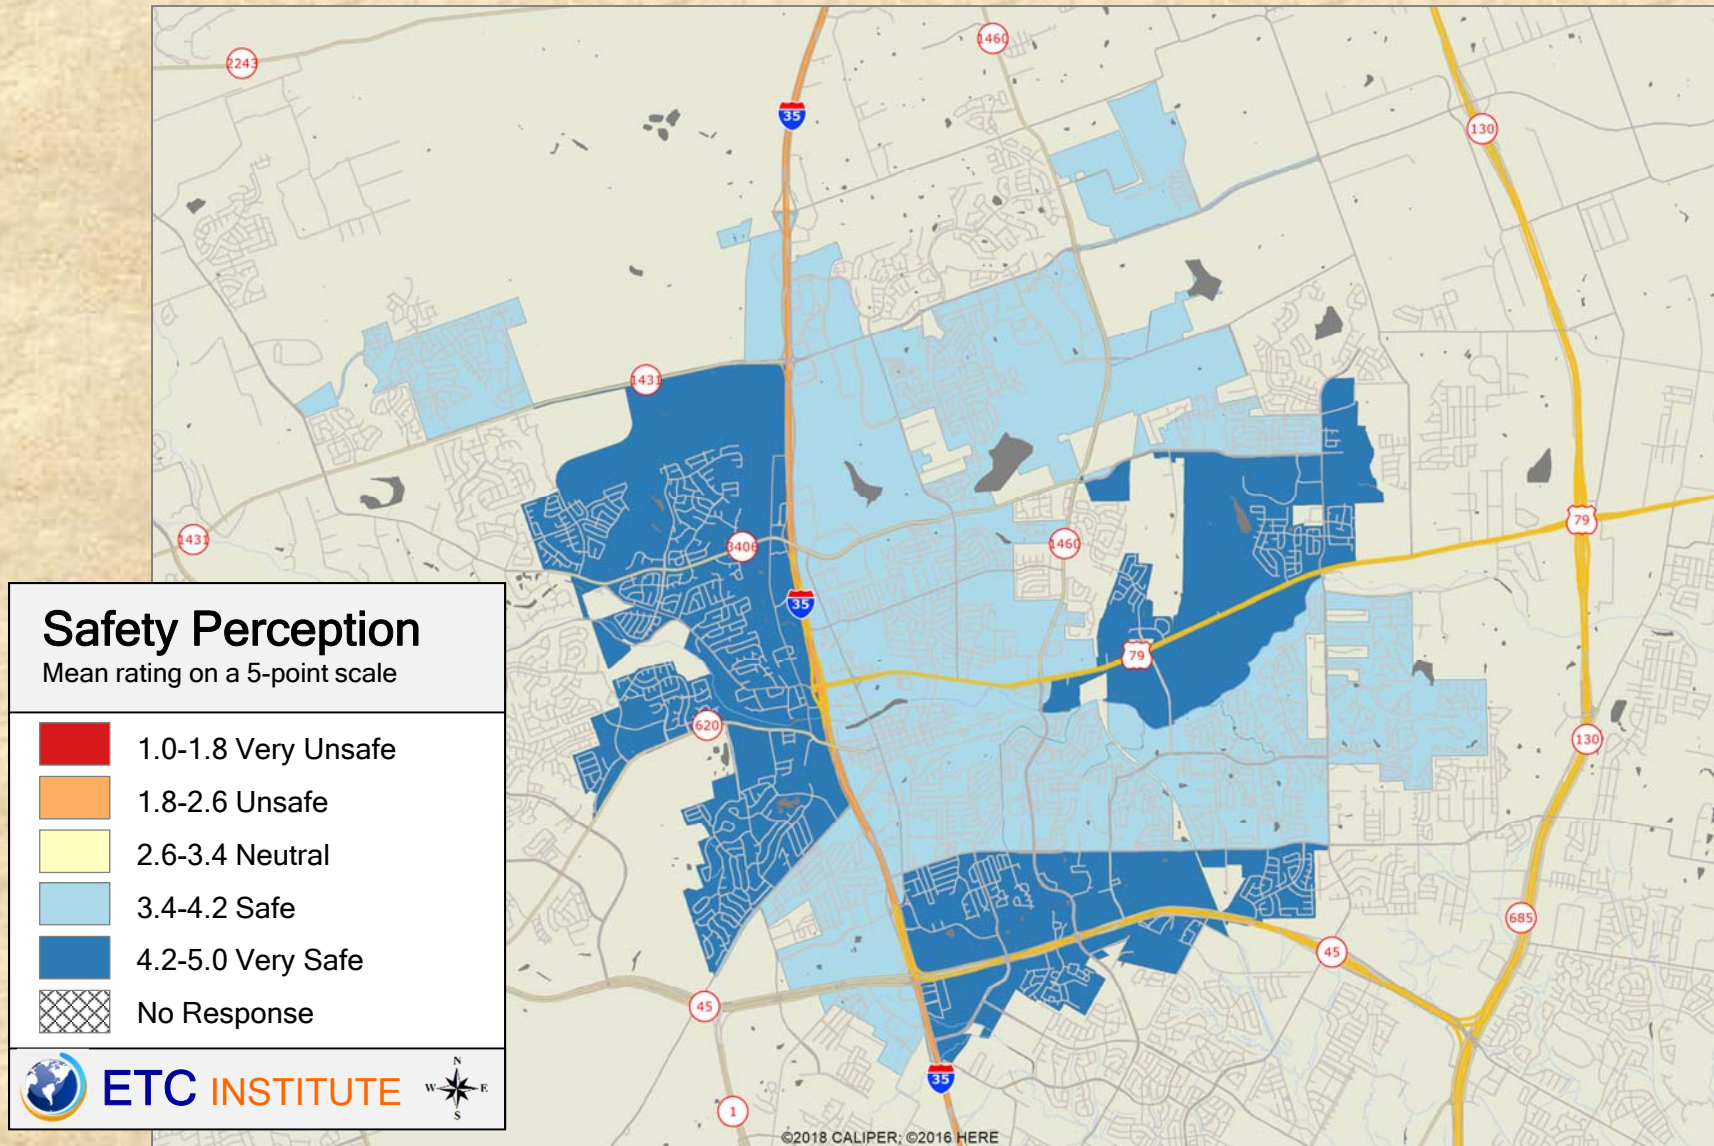 2243
1460
35
130
1431
1431
3406
1460
79
35
79
620
130
685
45
45
35
1
Safety Perception
Mean rating on a 5-point scale
1.0-1.8 Very Unsafe
1.8-2.6 Unsafe
2.6-3.4 Neutral
3.4-4.2 Safe
4.2-5.0 Very Safe
No Response
ETC INSTITUTE
N
W E
S
©2018 CALIPER; ©2016 HERE